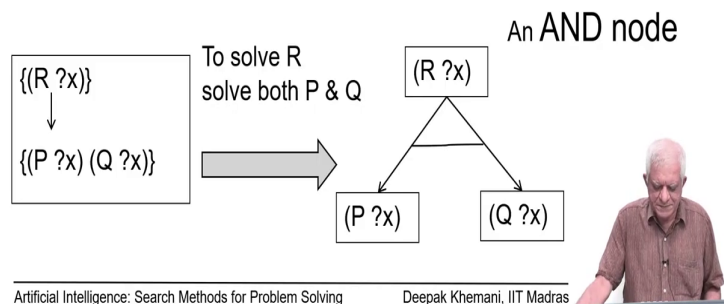 An AND node
{(R ?x)}
{(P ?x) (Q ?x)}
To solve R
solve both P & Q
(R ?x)
(P ?x)
(Q ?x)
Artificial Intelligence: Search Methods for Problem Solving
Deepak Khemani, IIT Madras